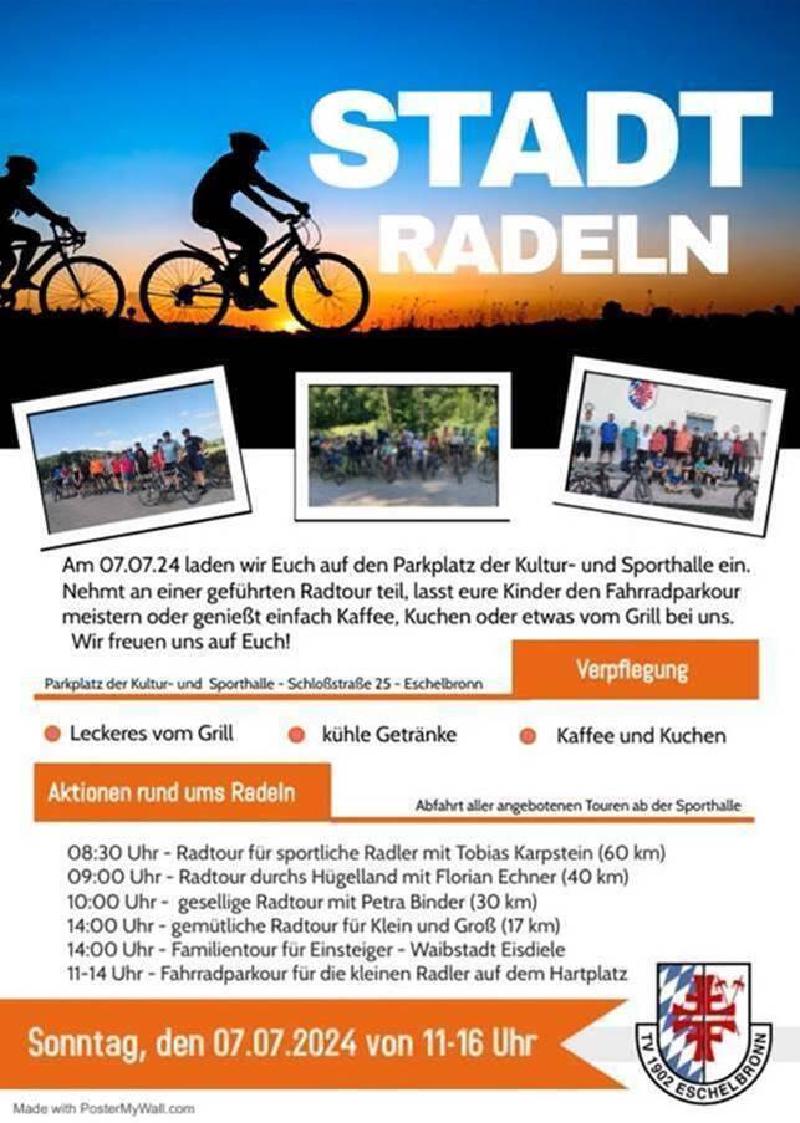 STADT
RADELN
Am 07.07.24 laden wir Euch auf den Parkplatz der Kultur- und Sporthalle ein.
Nehmt an einer geführten Radtour teil, lasst eure Kinder den Fahrradparkour
meistern oder genießt einfach Kaffee, Kuchen oder etwas vom Grill bei uns.
Wir freuen uns auf Euch!
Verpflegung
Parkplatz der Kultur- und Sporthalle - Schloßstraße 25 - Eschelbronn
Leckeres vom Grill
kühle Getränke
Kaffee und Kuchen
Aktionen rund ums Radeln
Abfahrt aller angebotenen Touren ab der Sporthalle
08:30 Uhr - Radtour für sportliche Radler mit Tobias Karpstein (60 km)
09:00 Uhr - Radtour durchs Hügelland mit Florian Echner (40 km)
10:00 Uhr - gesellige Radtour mit Petra Binder (30 km)
14:00 Uhr - gemütliche Radtour für Klein und Groß (17 km)
14:00 Uhr - Familientour für Einsteiger - Waibstadt Eisdiele
11-14 Uhr - Fahrradparkour für die kleinen Radler auf dem Hartplatz
Sonntag, den 07.07.2024 von 11-16 Uhr
TV 1902 ESCHELBRONN
Made with PosterMyWall.com